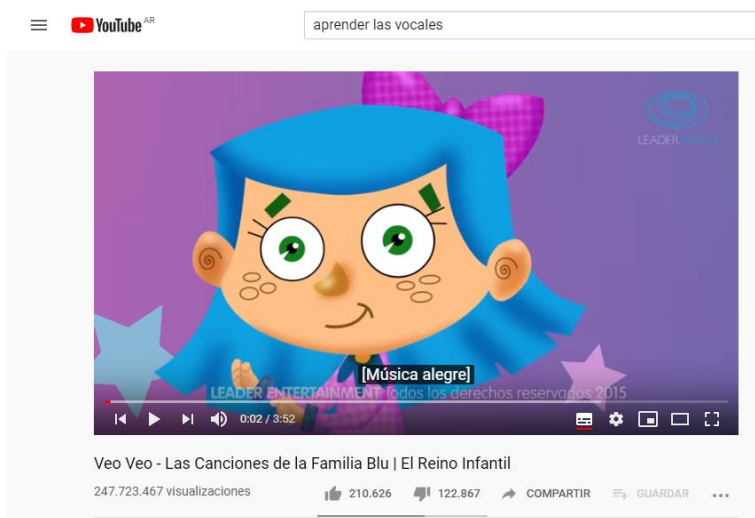 YouTube AR
aprender las vocales
LEADER VISION
[Música alegre]
LEADER ENTERTAINMENT Todos los derechos reservados 2015
0:02 / 3:52
Veo Veo - Las Canciones de la Familia Blu | El Reino Infantil
247.723.467 visualizaciones 210.626 122.867 COMPARTIR GUARDAR